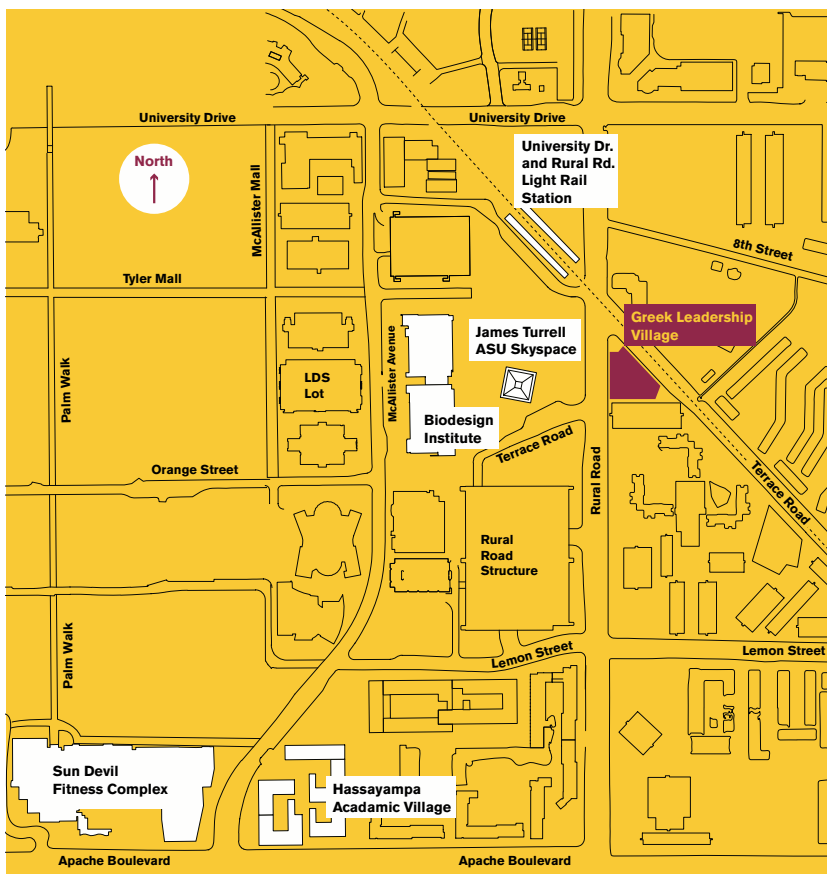 University Drive
University Drive
University Dr.
and Rural Rd.
Light Rail
Station
North
McAllister Mall
8th Street
Tyler Mall
Greek Leadership
Village
James Turrell
ASU Skyspace
McAllister Avenue
LDS
Lot
Palm Walk
Biodesign
Institute
Terrace Road
Orange Street
Rural Road
Terrace Road
Rural
Road
Structure
Palm Walk
Lemon Street
Lemon Street
Sun Devil
Fitness Complex
Hassayampa
Acadamic Village
Apache Boulevard
Apache Boulevard